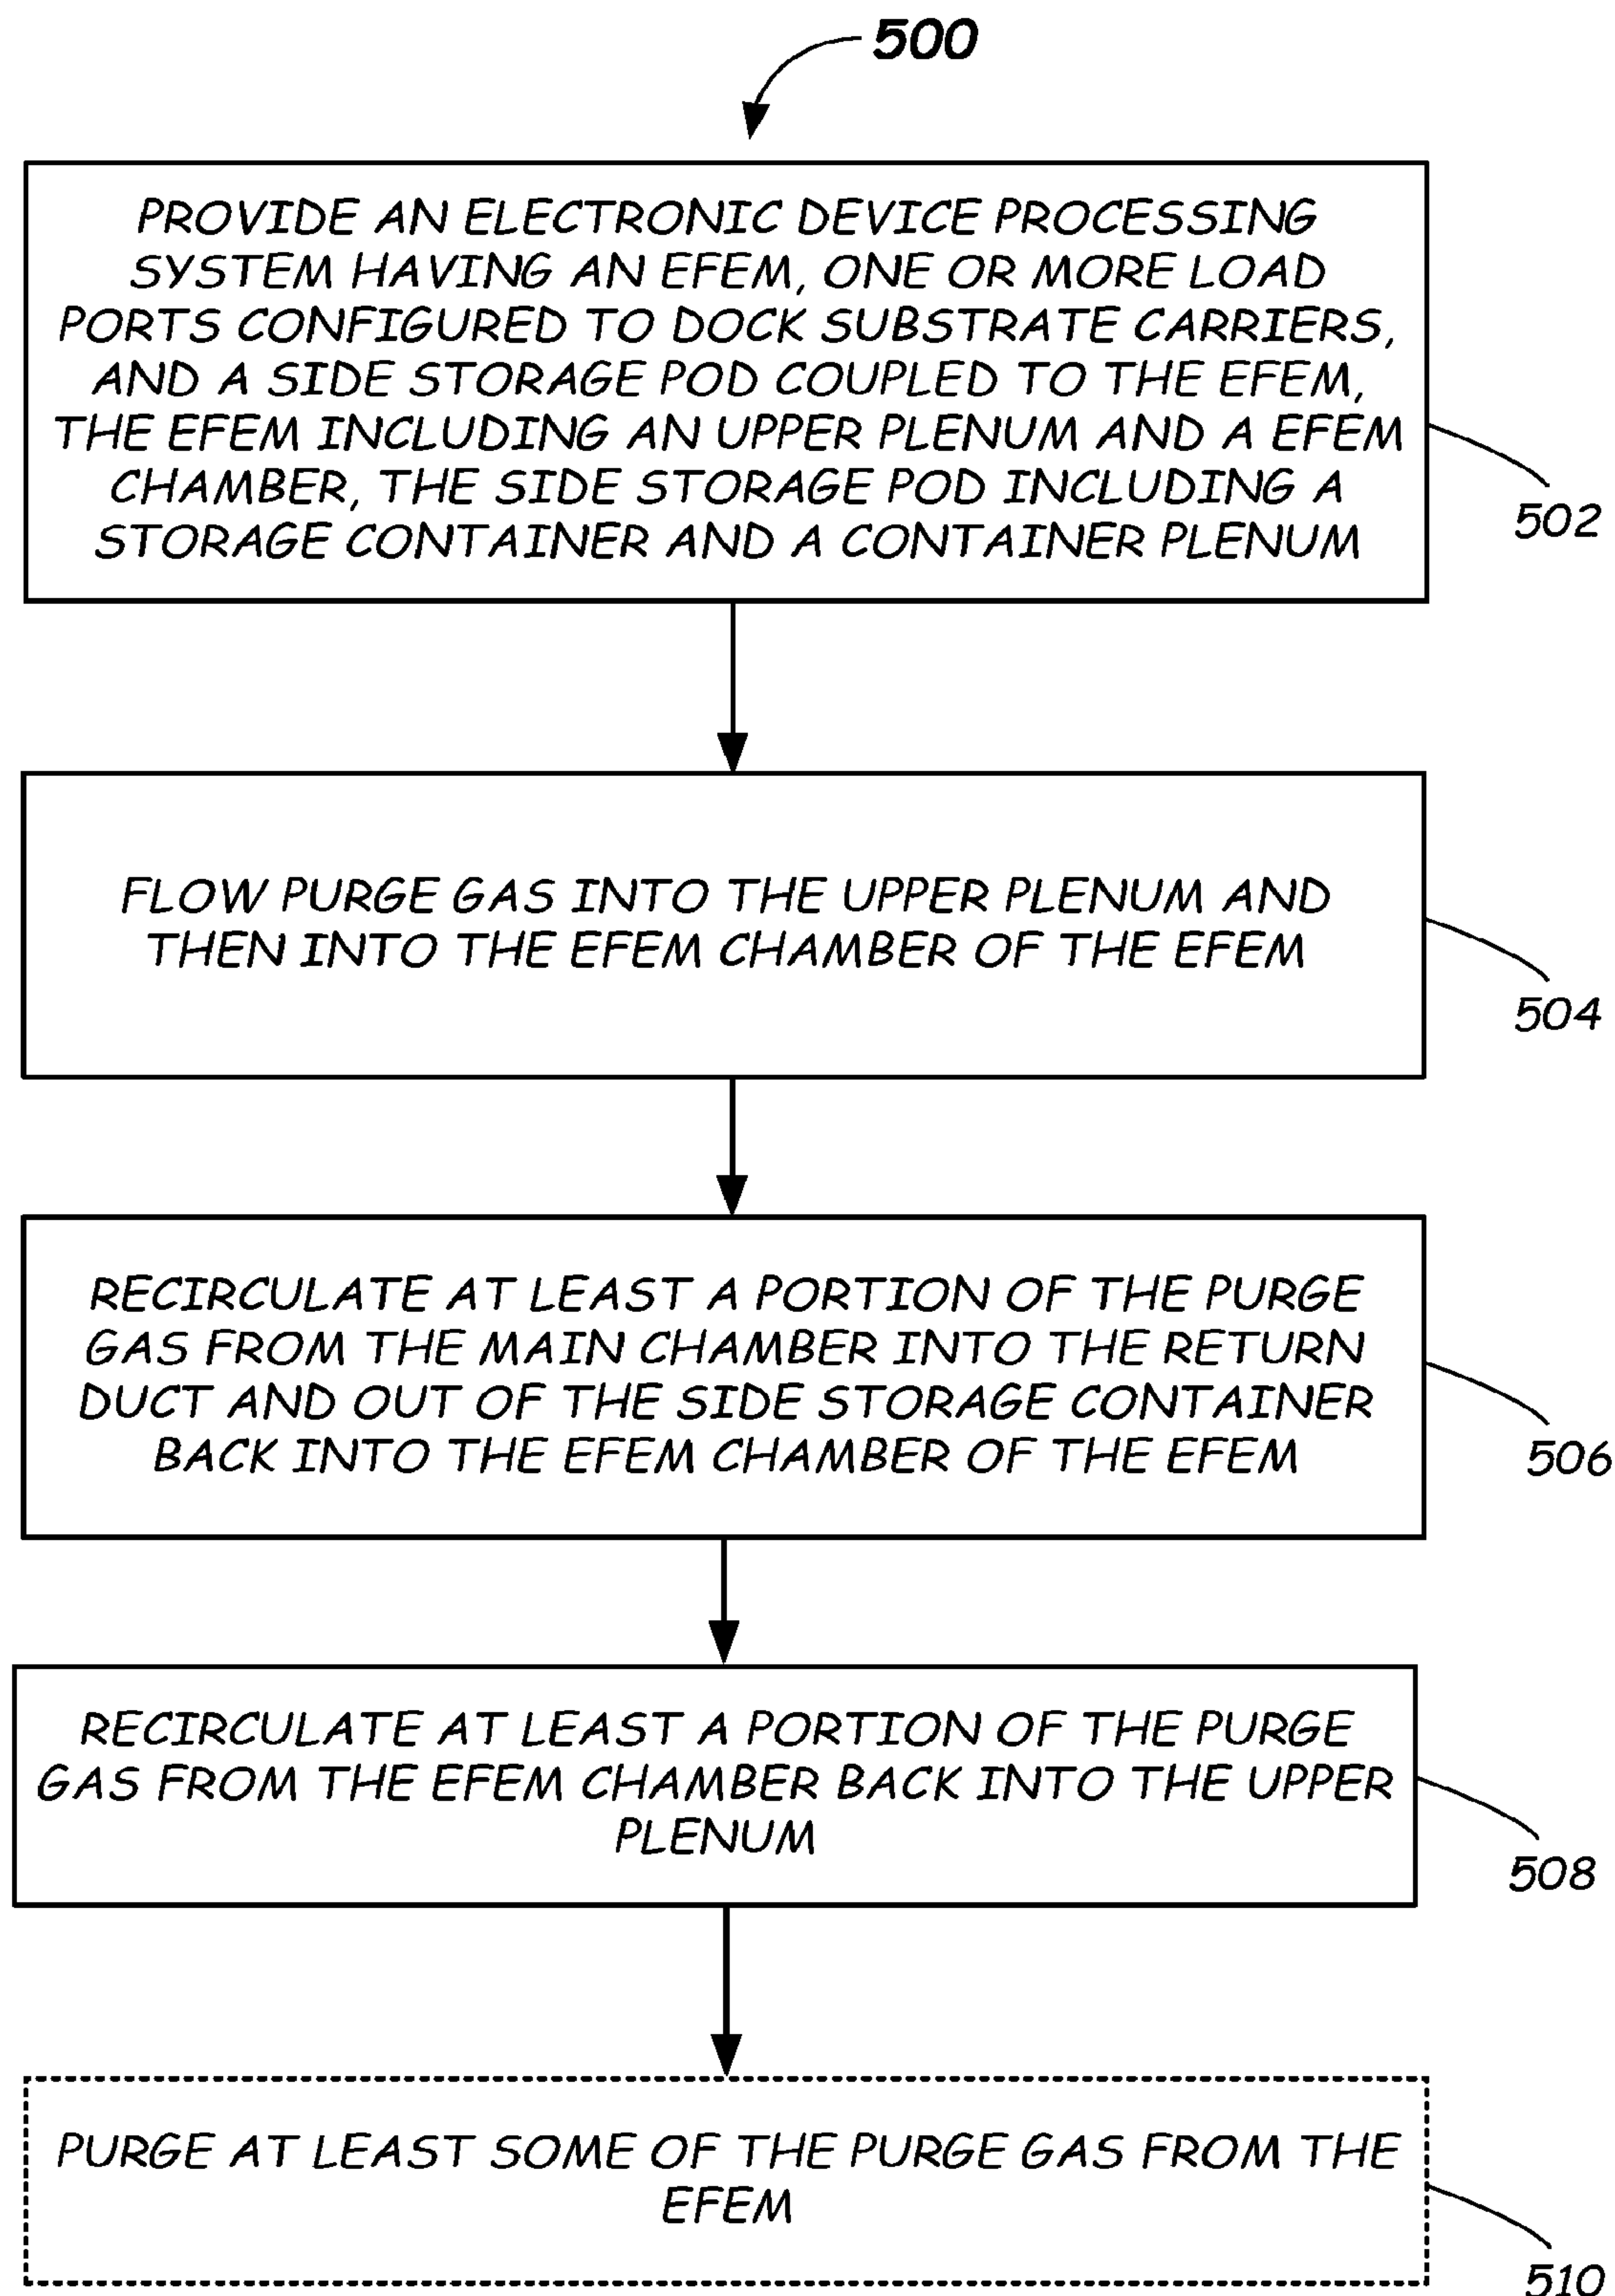 500
PROVIDE AN ELECTRONIC DEVICE PROCESSING
SYSTEM HAVING AN EFEM, ONE OR MORE LOAD
PORTS CONFIGURED TO DOCK SUBSTRATE CARRIERS,
AND A SIDE STORAGE POD COUPLED TO THE EFEM,
THE EFEM INCLUDING AN UPPER PLENUM AND A EFEM
CHAMBER, THE SIDE STORAGE POD INCLUDING A
STORAGE CONTAINER AND A CONTAINER PLENUM
502
FLOW PURGE GAS INTO THE UPPER PLENUM AND
THEN INTO THE EFEM CHAMBER OF THE EFEM
504
RECIRCULATE AT LEAST A PORTION OF THE PURGE
GAS FROM THE MAIN CHAMBER INTO THE RETURN
DUCT AND OUT OF THE SIDE STORAGE CONTAINER
BACK INTO THE EFEM CHAMBER OF THE EFEM
506
RECIRCULATE AT LEAST A PORTION OF THE PURGE
GAS FROM THE EFEM CHAMBER BACK INTO THE UPPER
PLENUM
508
PURGE AT LEAST SOME OF THE PURGE GAS FROM THE
EFEM
510